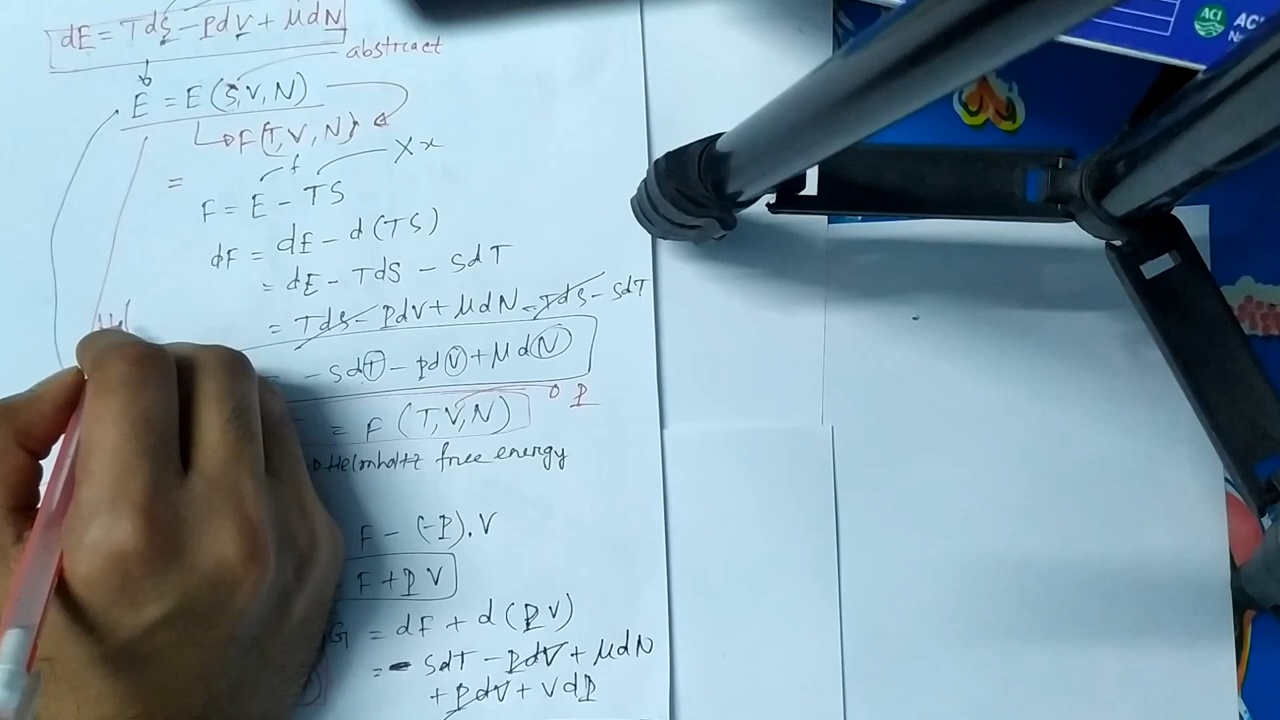 dE = Tds - PdV + μdN
abstract
E = E (S, V, N)
F(T, V, N)
=
F = E - TS
dF = dE - d(TS)
= dE - Tds - SdT
= Tds - PdV + μdN - Tds - SdT
- SdT - PdV + μdN
= F (T, V, N) P
Helmholtz free energy
F - (-P).V
F + PV
G = dF + d(PV)
= - SdT - PdV + μdN
+ PdV + VdP
ACI